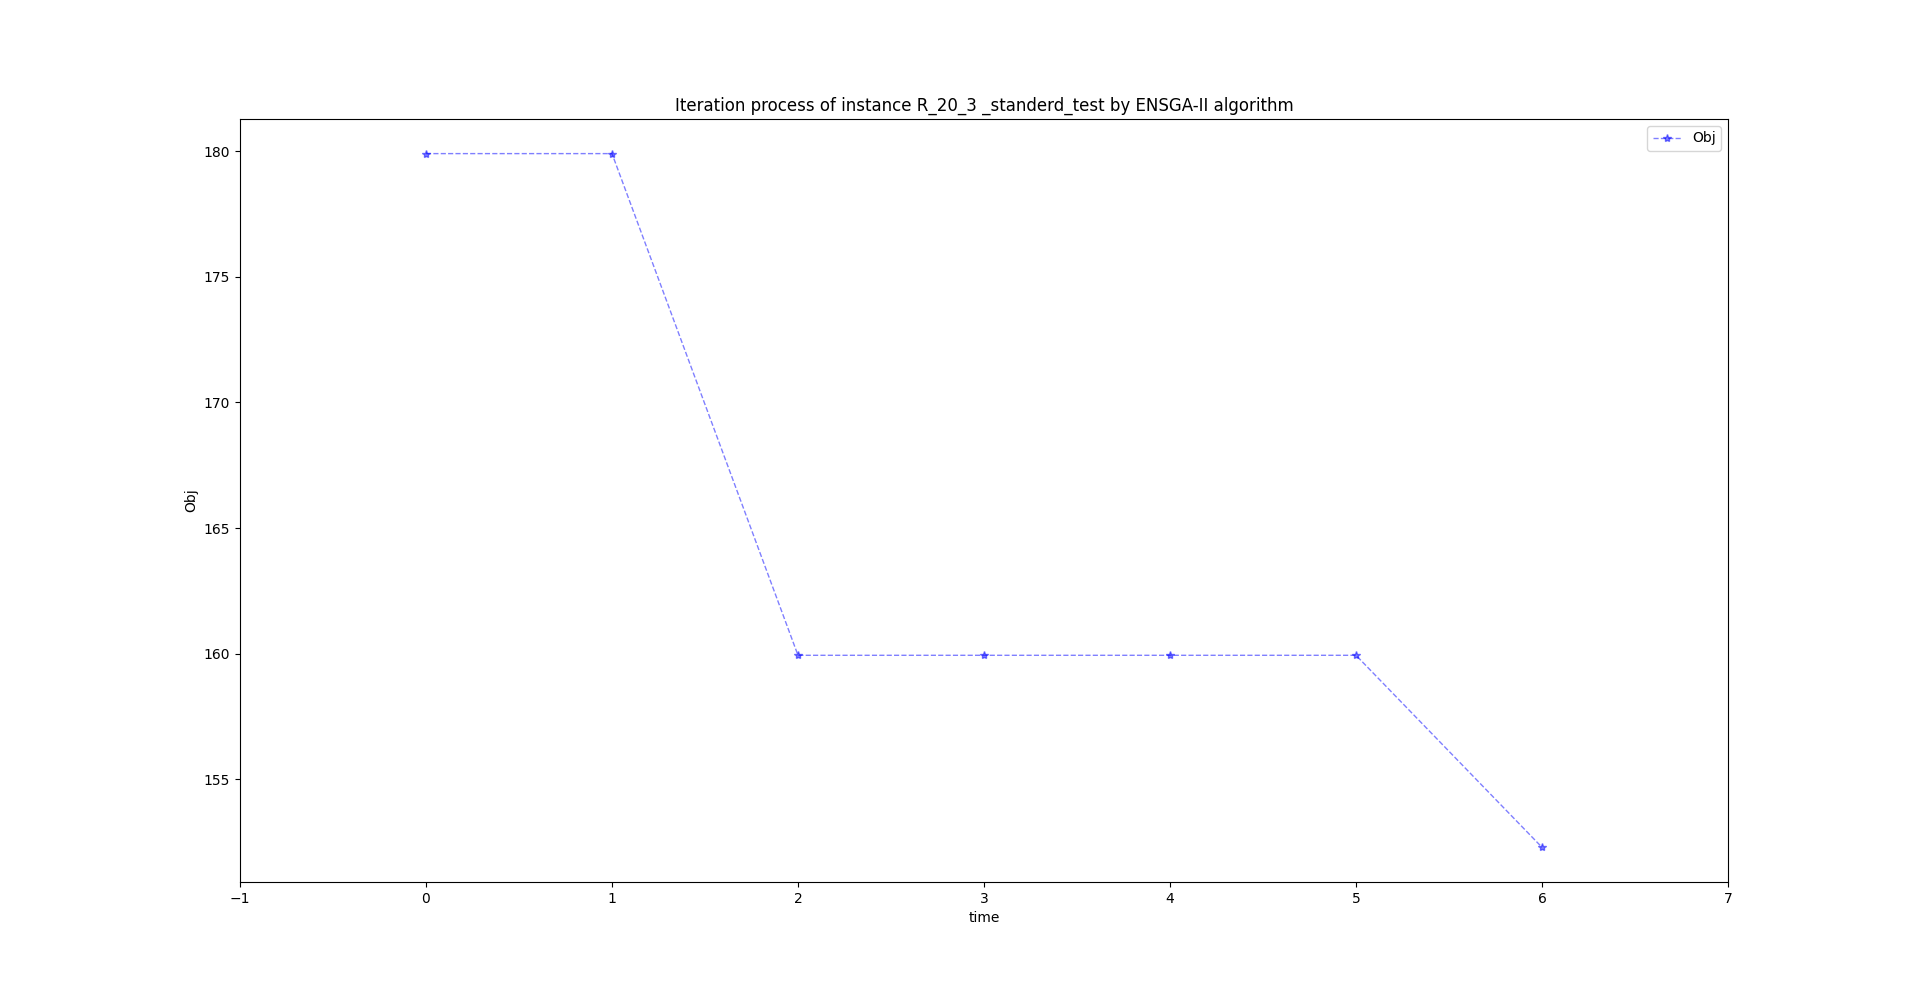 Iteration process of instance R_20_3 _standerd_test by ENSGA-II algorithm
Obj
180
175
170
165
160
155
Obj
−1 0 1 2 3 4 5 6 7
time